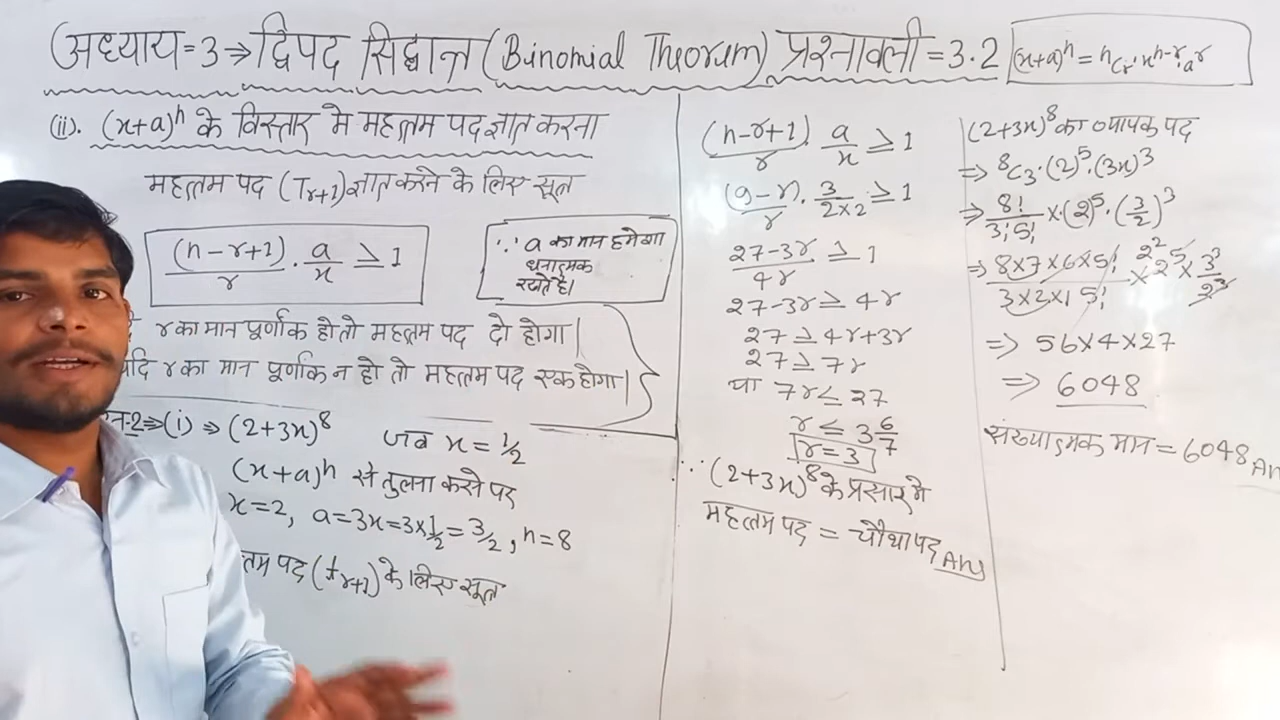 अध्याय=3⇒द्विपद सिद्धान्त (Binomial Theorum) प्रश्नावली=3.2
(x+a)ⁿ = ⁿCᵣ.xⁿ⁻ʳ.aʳ
(ii). (x+a)ⁿ के विस्तार मे महत्तम पद ज्ञात करना
महत्तम पद (Tᵣ₊₁) ज्ञात करने के लिए सूत्र
(n-r+1)/r . a/x ≥ 1
∵ a का मान हमेशा
धनात्मक
रखते है।
r का मान पूर्णांक हो तो महत्तम पद दो होगा।
यदि r का मान पूर्णांक न हो तो महत्तम पद एक होगा।
2⇒(i) ⇒ (2+3x)⁸ जब x = 1/2
(x+a)ⁿ से तुलना करने पर
x=2, a=3x=3×1/2=3/2, n=8
तम पद (tᵣ₊₁) के लिए सूत्र
(n-r+1)/r . a/x ≥ 1
(9-r)/r . 3/2×2 ≥ 1
27-3r/4r ≥ 1
27-3r ≥ 4r
27 ≥ 4r+3r
27 ≥ 7r
या 7r ≤ 27
r ≤ 3 6/7
r = 3
∵ (2+3x)⁸ के प्रसार मे
महत्तम पद = चौथा पद Ans
(2+3x)⁸ का व्यापक पद
⇒ ⁸C₃.(2)⁵.(3x)³
⇒ 8!/3!5! × (2)⁵.(3/2)³
⇒ 8×7×6×5!/3×2×1 5! × 2² 2⁵ × 3³/2³
⇒ 56×4×27
⇒ 6048
संख्यात्मक मान = 6048 An